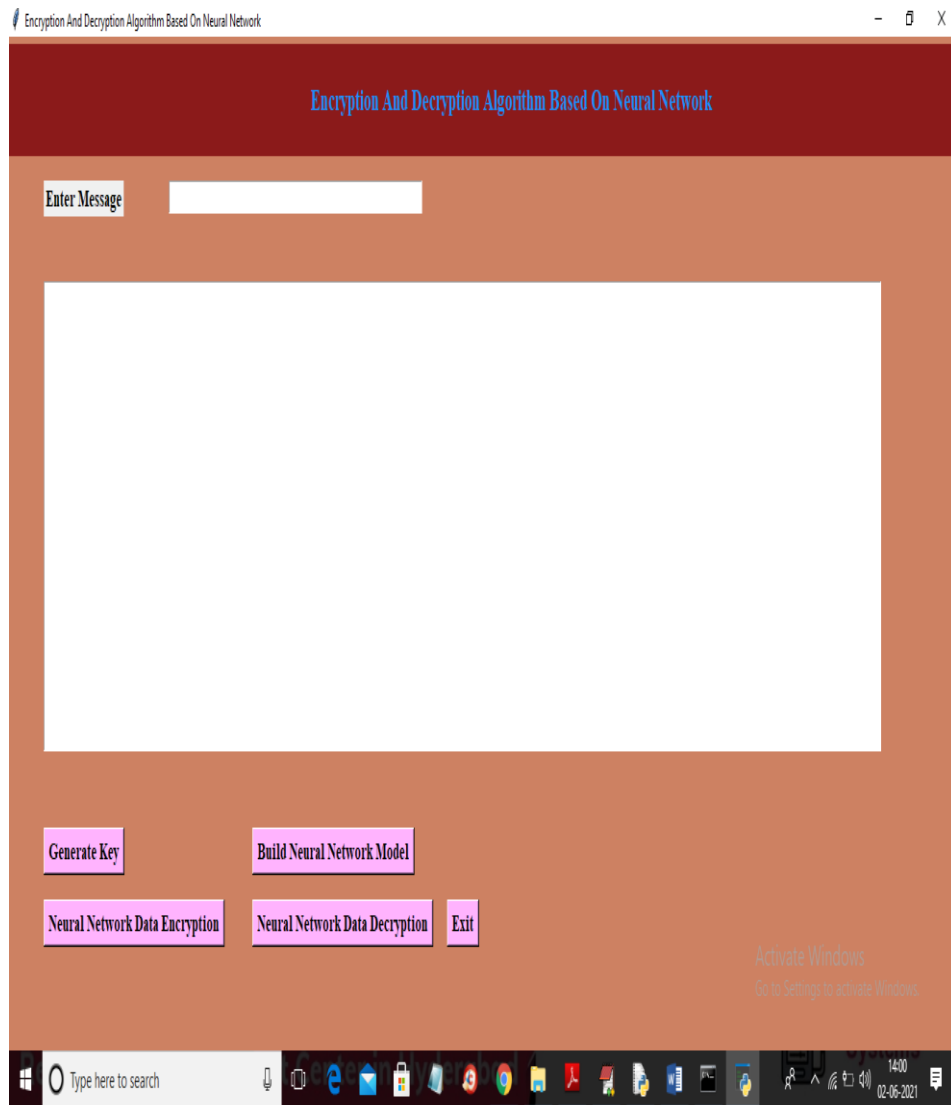 Encryption And Decryption Algorithm Based On Neural Network
Encryption And Decryption Algorithm Based On Neural Network
Enter Message
Generate Key
Build Neural Network Model
Neural Network Data Encryption
Neural Network Data Decryption
Exit
Activate Windows
Go to Settings to activate Windows.
Type here to search
14:00
02-06-2021